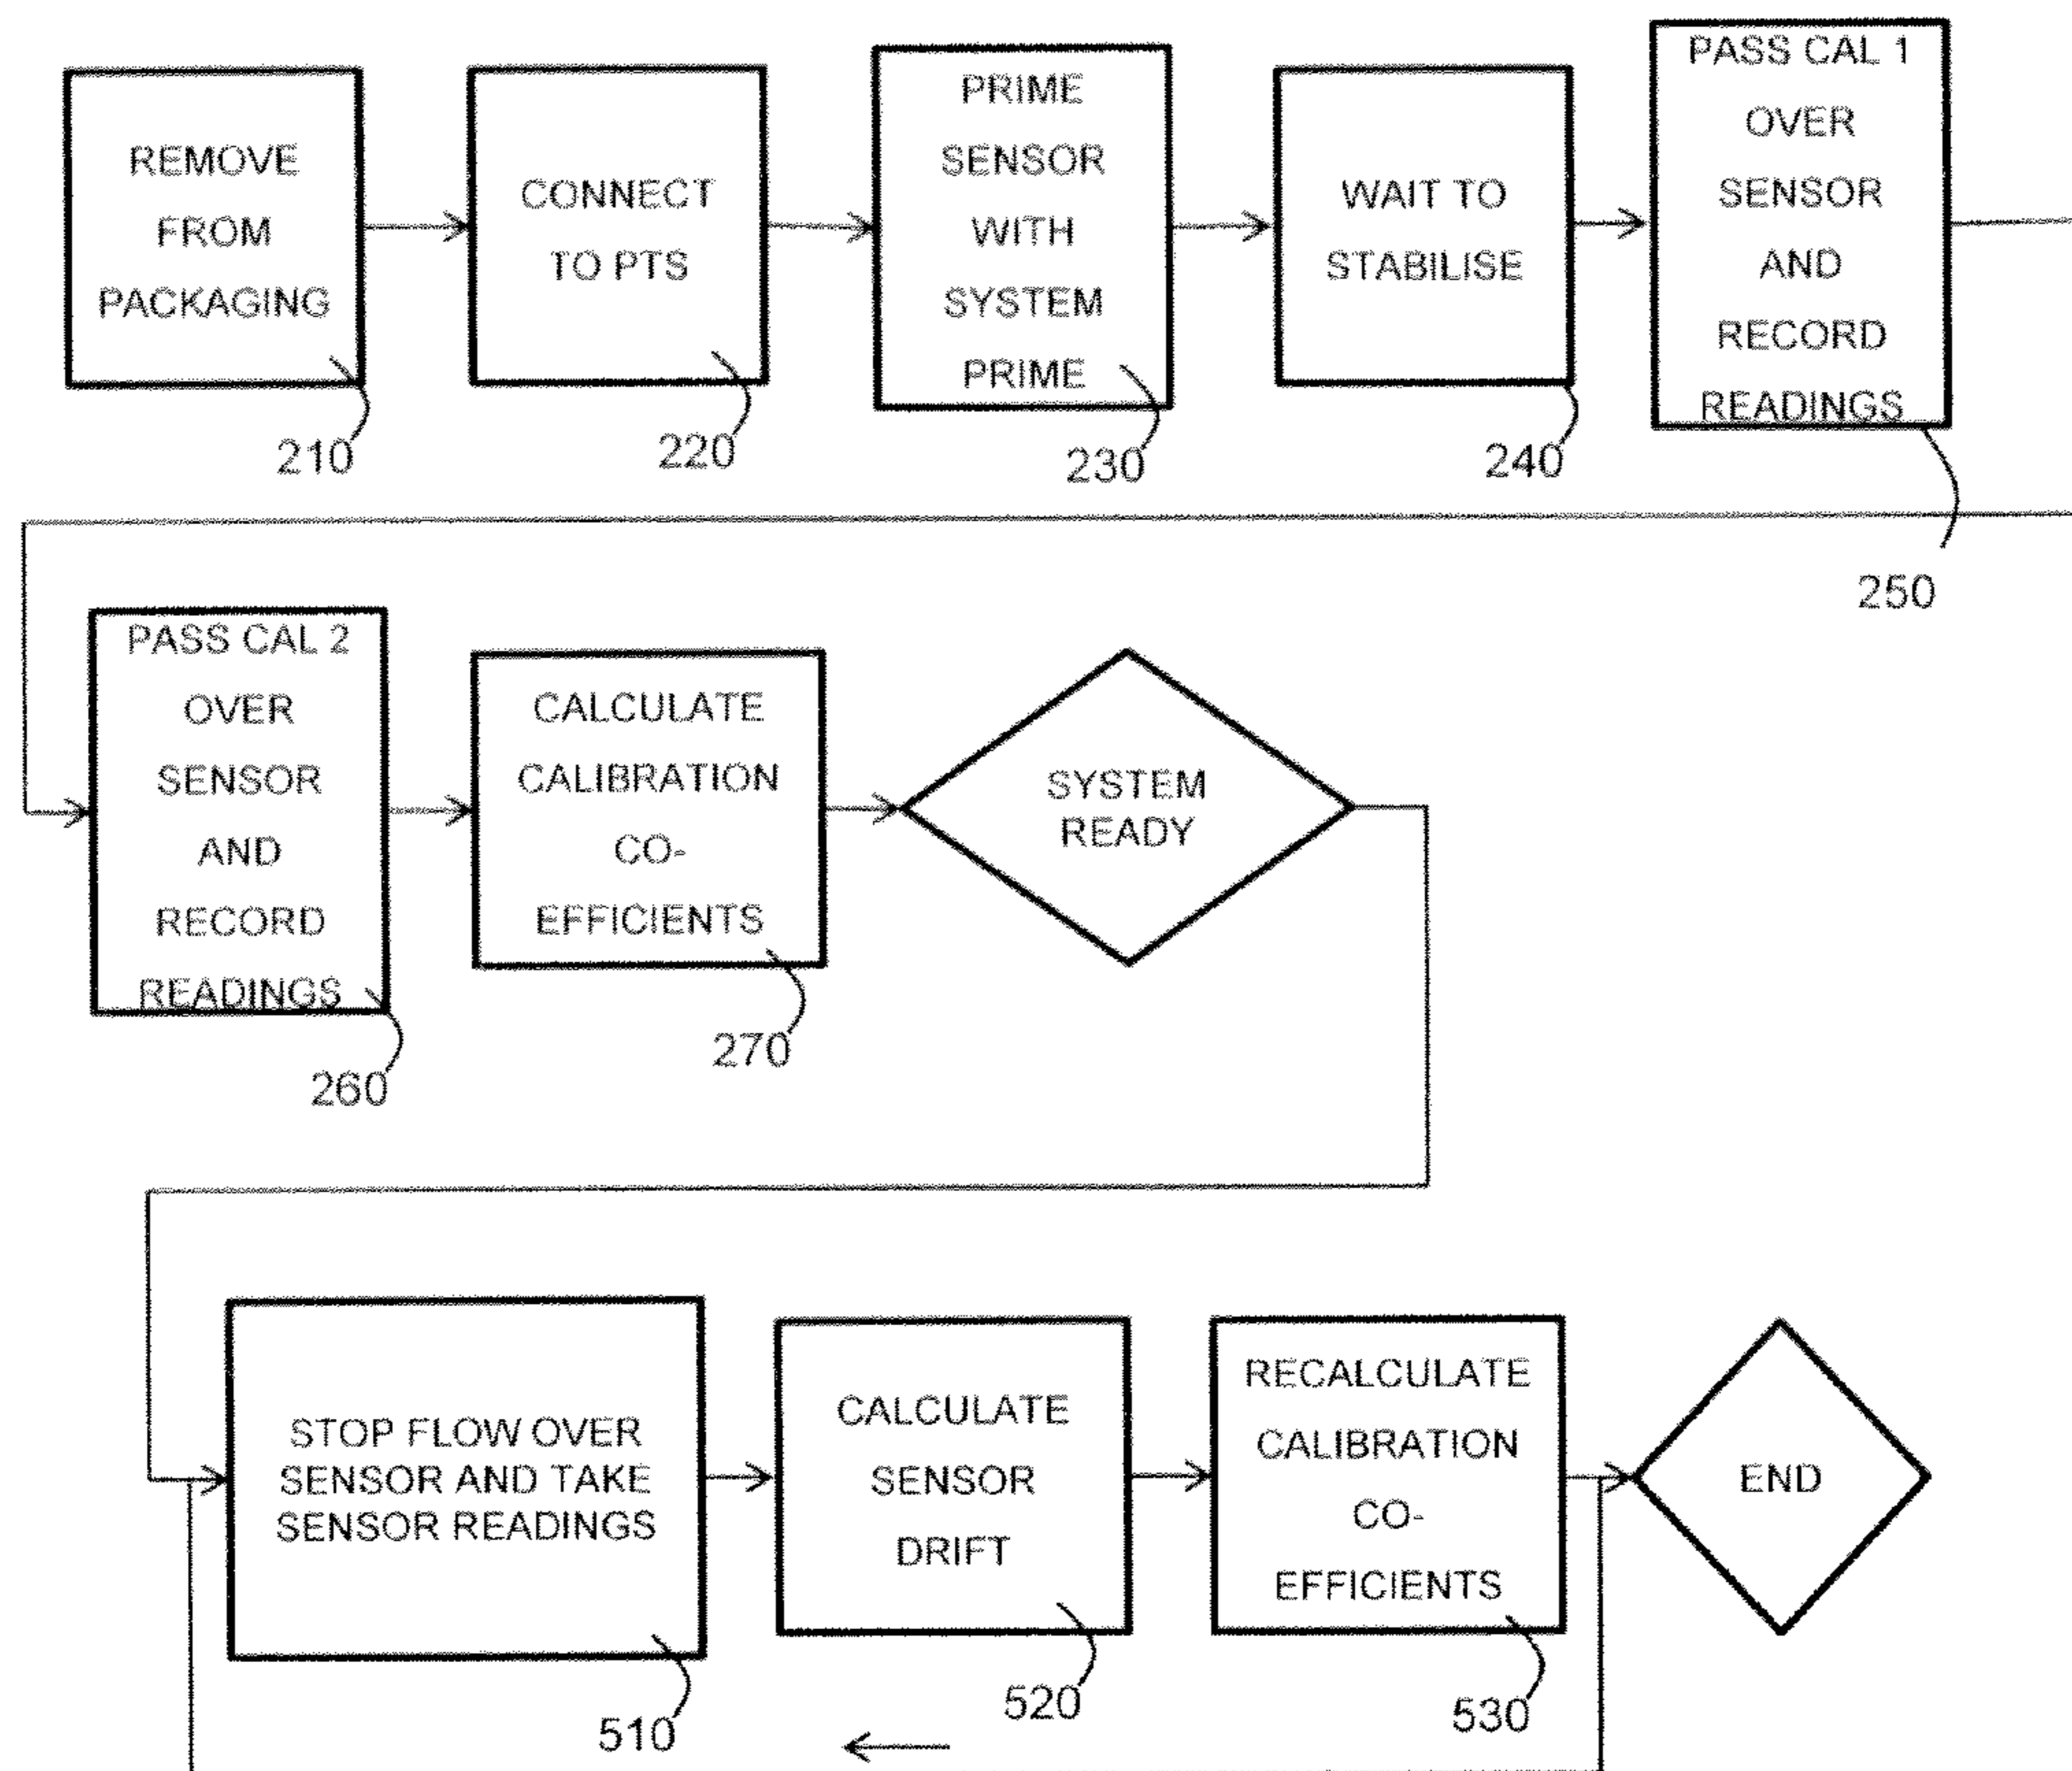 REMOVE
FROM
PACKAGING
210
CONNECT
TO PTS
220
PRIME
SENSOR
WITH
SYSTEM
PRIME
230
WAIT TO
STABILISE
240
PASS CAL 1
OVER
SENSOR
AND
RECORD
READINGS
250
PASS CAL 2
OVER
SENSOR
AND
RECORD
READINGS
260
CALCULATE
CALIBRATION
CO-
EFFICIENTS
270
SYSTEM
READY
STOP FLOW OVER
SENSOR AND TAKE
SENSOR READINGS
510
CALCULATE
SENSOR
DRIFT
520
RECALCULATE
CALIBRATION
CO-
EFFICIENTS
530
END